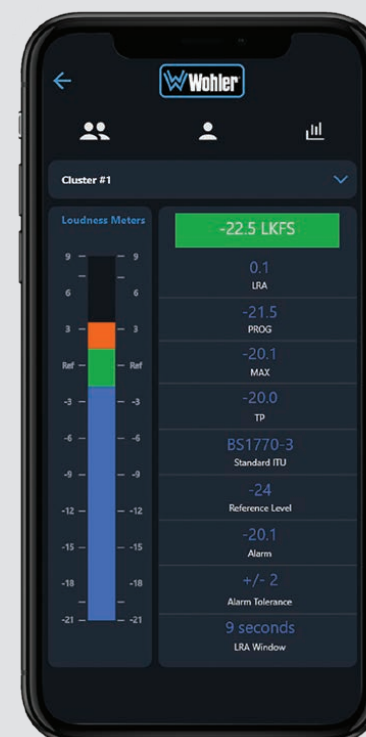 Wohler
Cluster #1
Loudness Meters
9 9
6 6
3 3
Ref Ref
-3 -3
-6 -6
-9 -9
-12 -12
-15 -15
-18 -18
-21 -21
-22.5 LKFS
0.1
LRA
-21.5
PROG
-20.1
MAX
-20.0
TP
BS1770-3
Standard ITU
-24
Reference Level
-20.1
Alarm
+/- 2
Alarm Tolerance
9 seconds
LRA Window